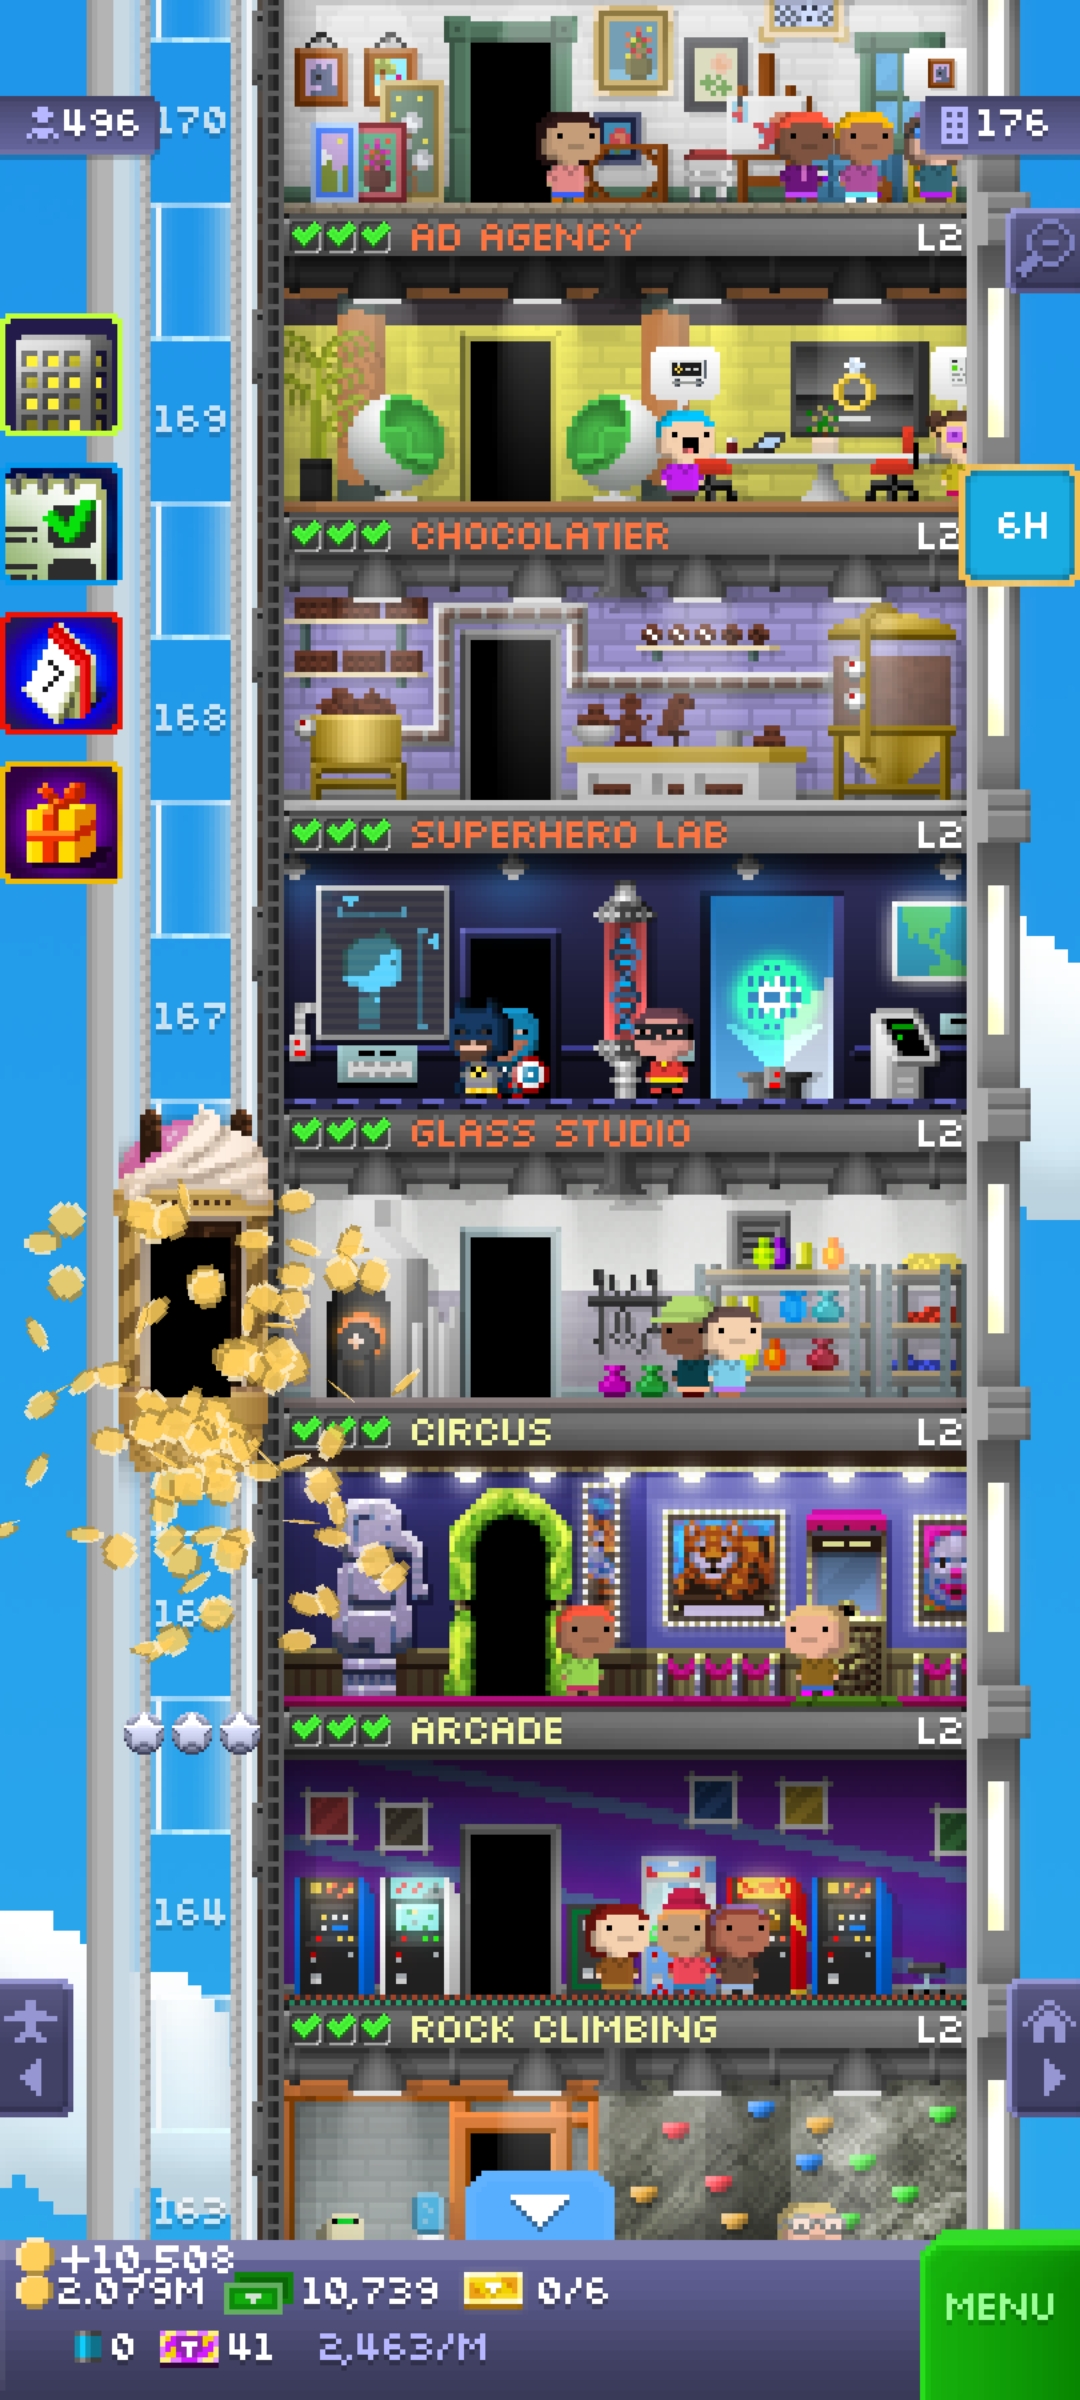 170
496
176
AD AGENCY L2
169
CHOCOLATIER L2
6H
7
168
SUPERHERO LAB L2
167
GLASS STUDIO L2
CIRCUS L2
ARCADE L2
164
ROCK CLIMBING L2
163
+10,508
2.079M 10,739 0/6
MENU
0 T 41 2,463/M